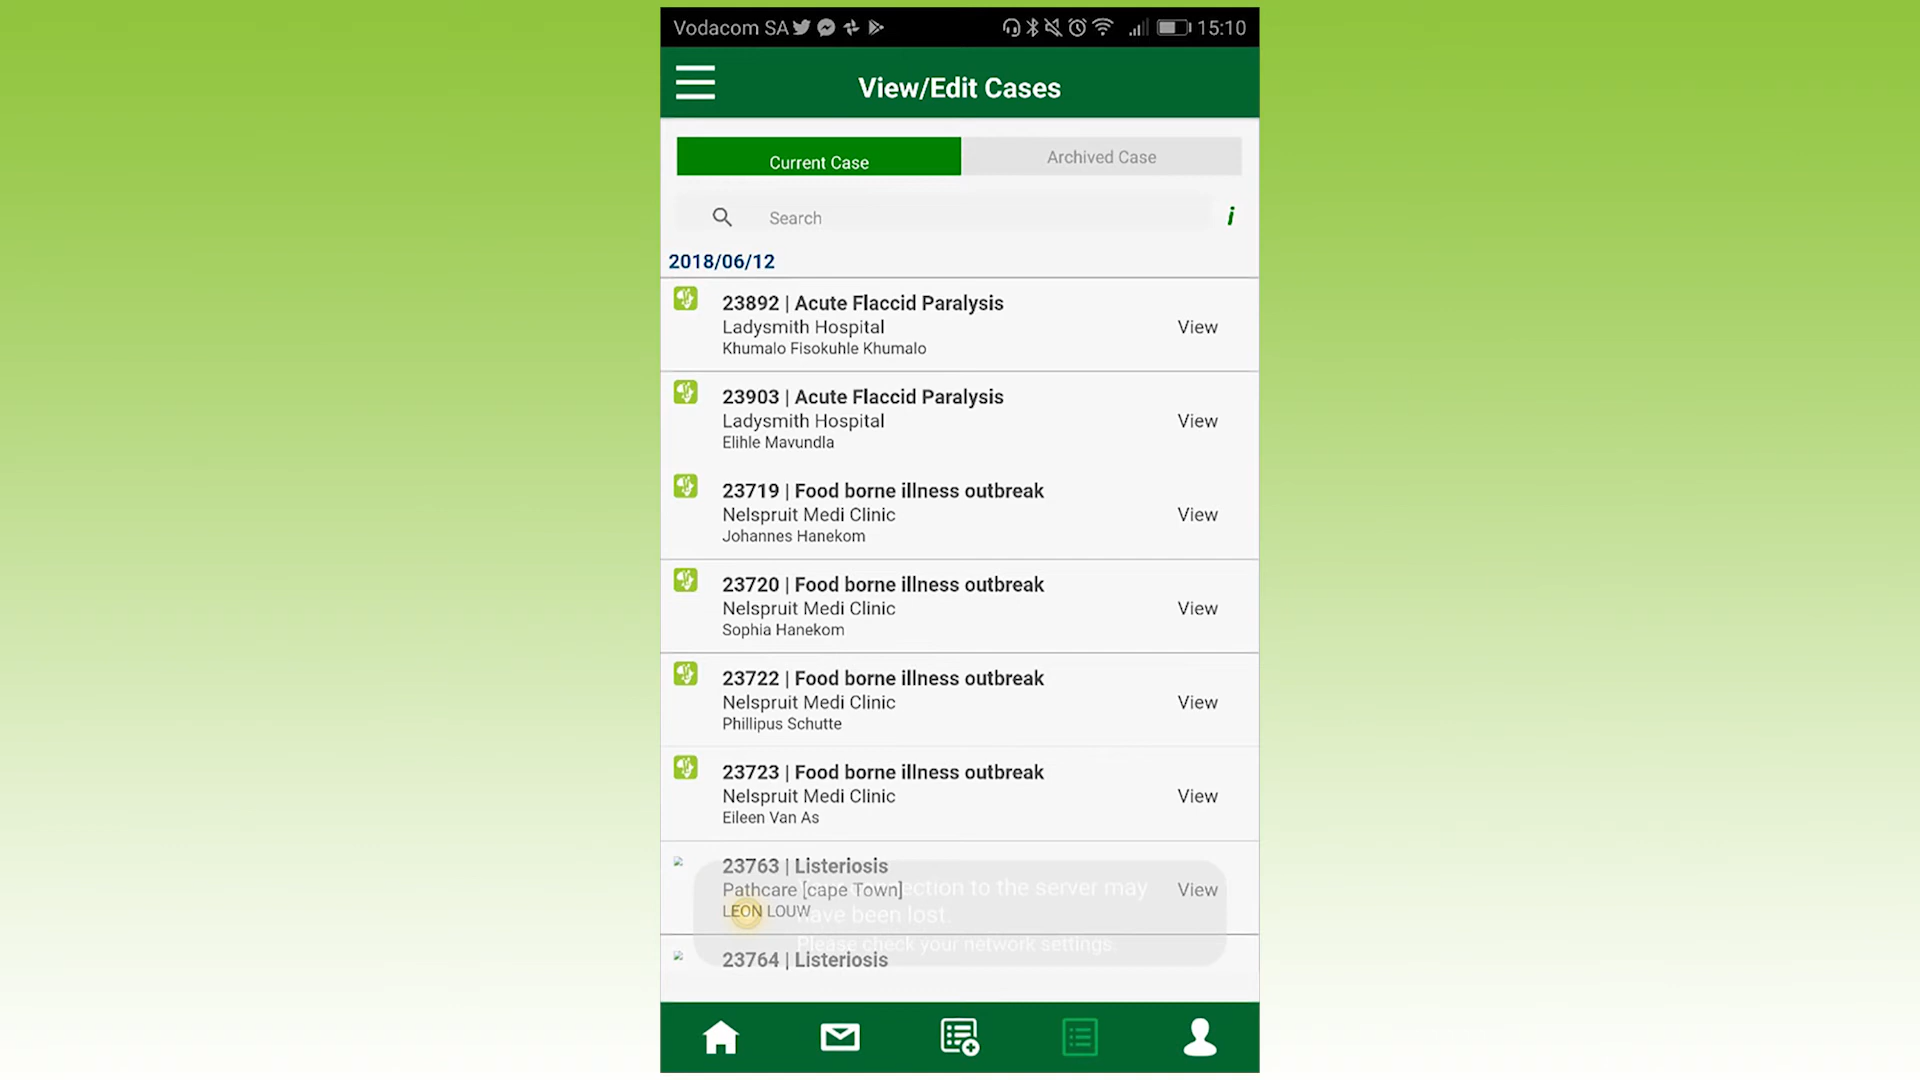 Vodacom SA 15:10
View/Edit Cases
Current Case
Archived Case
Search
i
2018/06/12
23892 | Acute Flaccid Paralysis
Ladysmith Hospital
Khumalo Fisokuhle Khumalo
View
23903 | Acute Flaccid Paralysis
Ladysmith Hospital
Elihle Mavundla
View
23719 | Food borne illness outbreak
Nelspruit Medi Clinic
Johannes Hanekom
View
23720 | Food borne illness outbreak
Nelspruit Medi Clinic
Sophia Hanekom
View
23722 | Food borne illness outbreak
Nelspruit Medi Clinic
Phillipus Schutte
View
23723 | Food borne illness outbreak
Nelspruit Medi Clinic
Eileen Van As
View
23763 | Listeriosis
Pathcare [cape Town]
LEON LOUW
View
to the server may
have been lost.
Please check your network settings.
23764 | Listeriosis